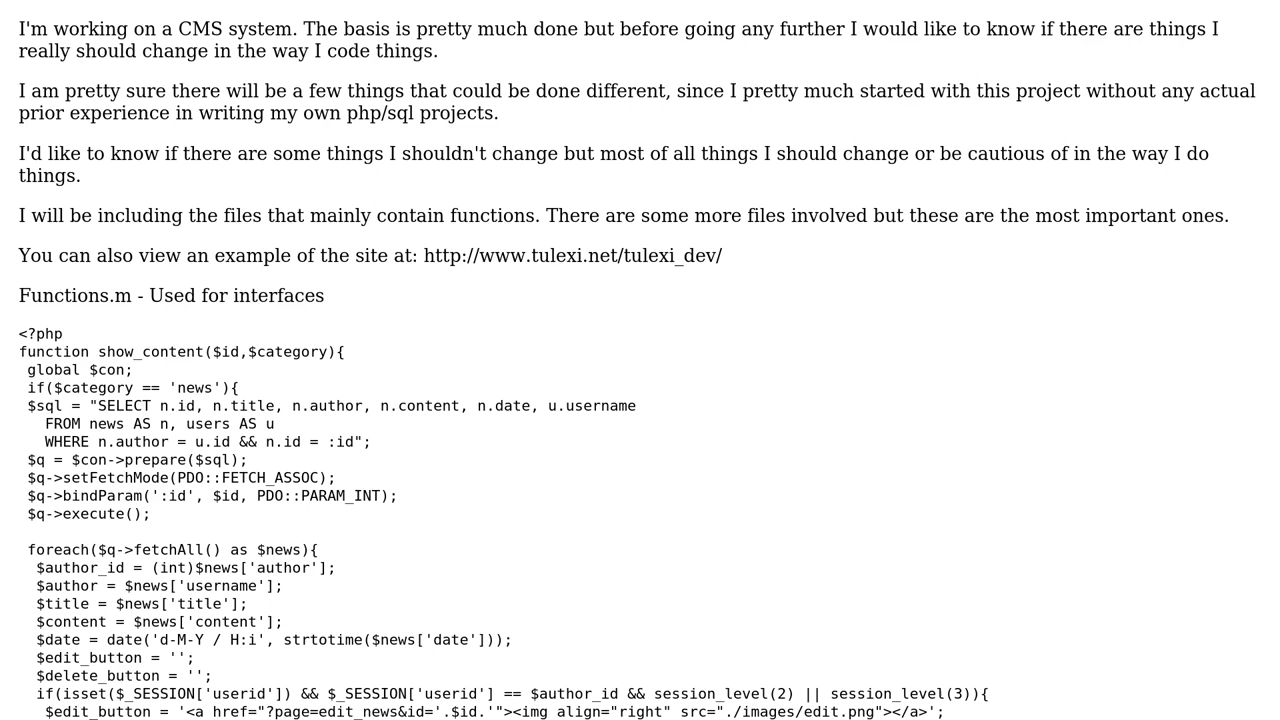 I'm working on a CMS system. The basis is pretty much done but before going any further I would like to know if there are things I
really should change in the way I code things.
I am pretty sure there will be a few things that could be done different, since I pretty much started with this project without any actual
prior experience in writing my own php/sql projects.
I'd like to know if there are some things I shouldn't change but most of all things I should change or be cautious of in the way I do
things.
I will be including the files that mainly contain functions. There are some more files involved but these are the most important ones.
You can also view an example of the site at: http://www.tulexi.net/tulexi_dev/
Functions.m - Used for interfaces
<?php
function show_content($id,$category){
 global $con;
 if($category == 'news'){
 $sql = "SELECT n.id, n.title, n.author, n.content, n.date, u.username
   FROM news AS n, users AS u
   WHERE n.author = u.id && n.id = :id";
 $q = $con->prepare($sql);
 $q->setFetchMode(PDO::FETCH_ASSOC);
 $q->bindParam(':id', $id, PDO::PARAM_INT);
 $q->execute();
 foreach($q->fetchAll() as $news){
  $author_id = (int)$news['author'];
  $author = $news['username'];
  $title = $news['title'];
  $content = $news['content'];
  $date = date('d-M-Y / H:i', strtotime($news['date']));
  $edit_button = '';
  $delete_button = '';
  if(isset($_SESSION['userid']) && $_SESSION['userid'] == $author_id && session_level(2) || session_level(3)){
   $edit_button = '<a href="?page=edit_news&id='.$id.'"><img align="right" src="./images/edit.png"></a>';